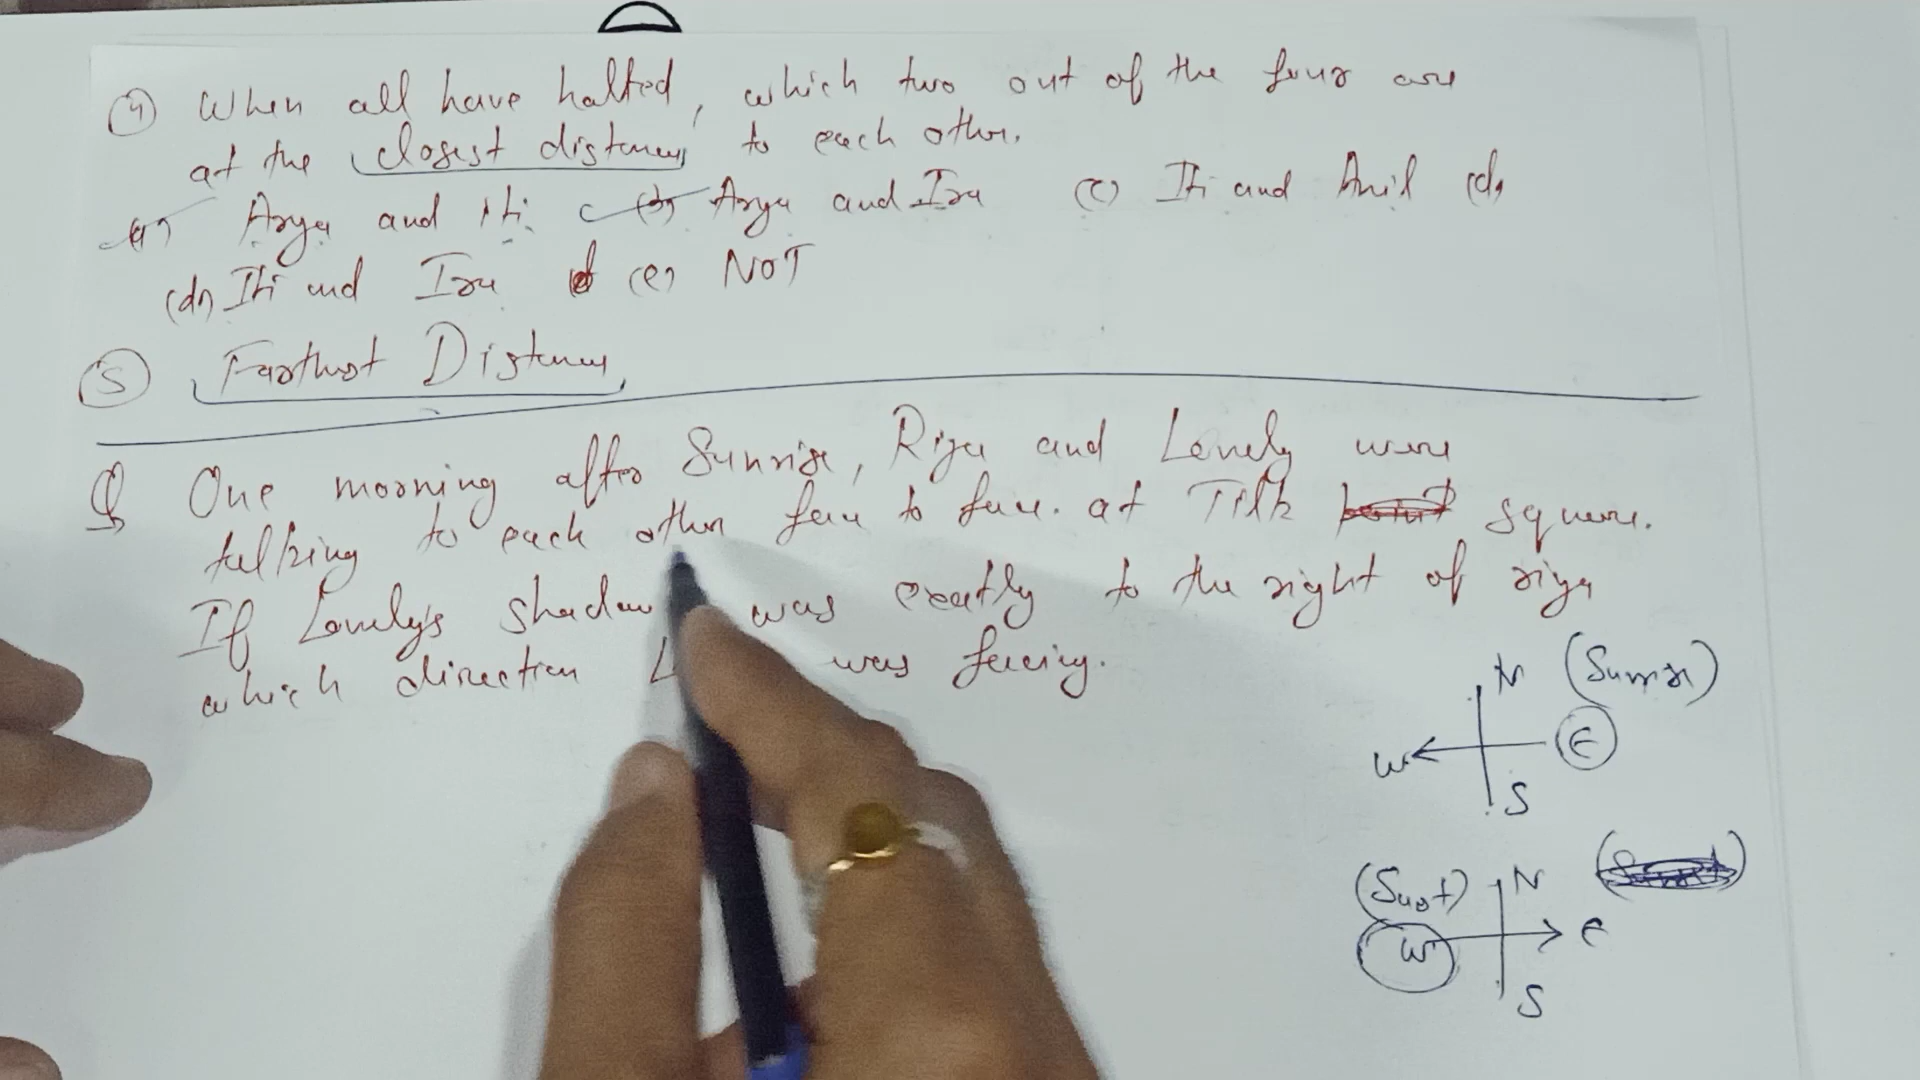 (4) When all have halted, which two out of the four are
at the closest distance, to each other.
(a) Arya and Iti (b) Arya and Ira (c) Iti and Anil (d)
(d) Iti and Ira (e) NOT
(5) Farthest Distance,
Q One morning after Sunrise, Riya and Lovely were
talking to each other face to face. at Tilk square.
If Lovely's shadow was exactly to the right of riya
which direction was facing.
N (Sunrise)
W E
S
(Sunset) N
W E
S